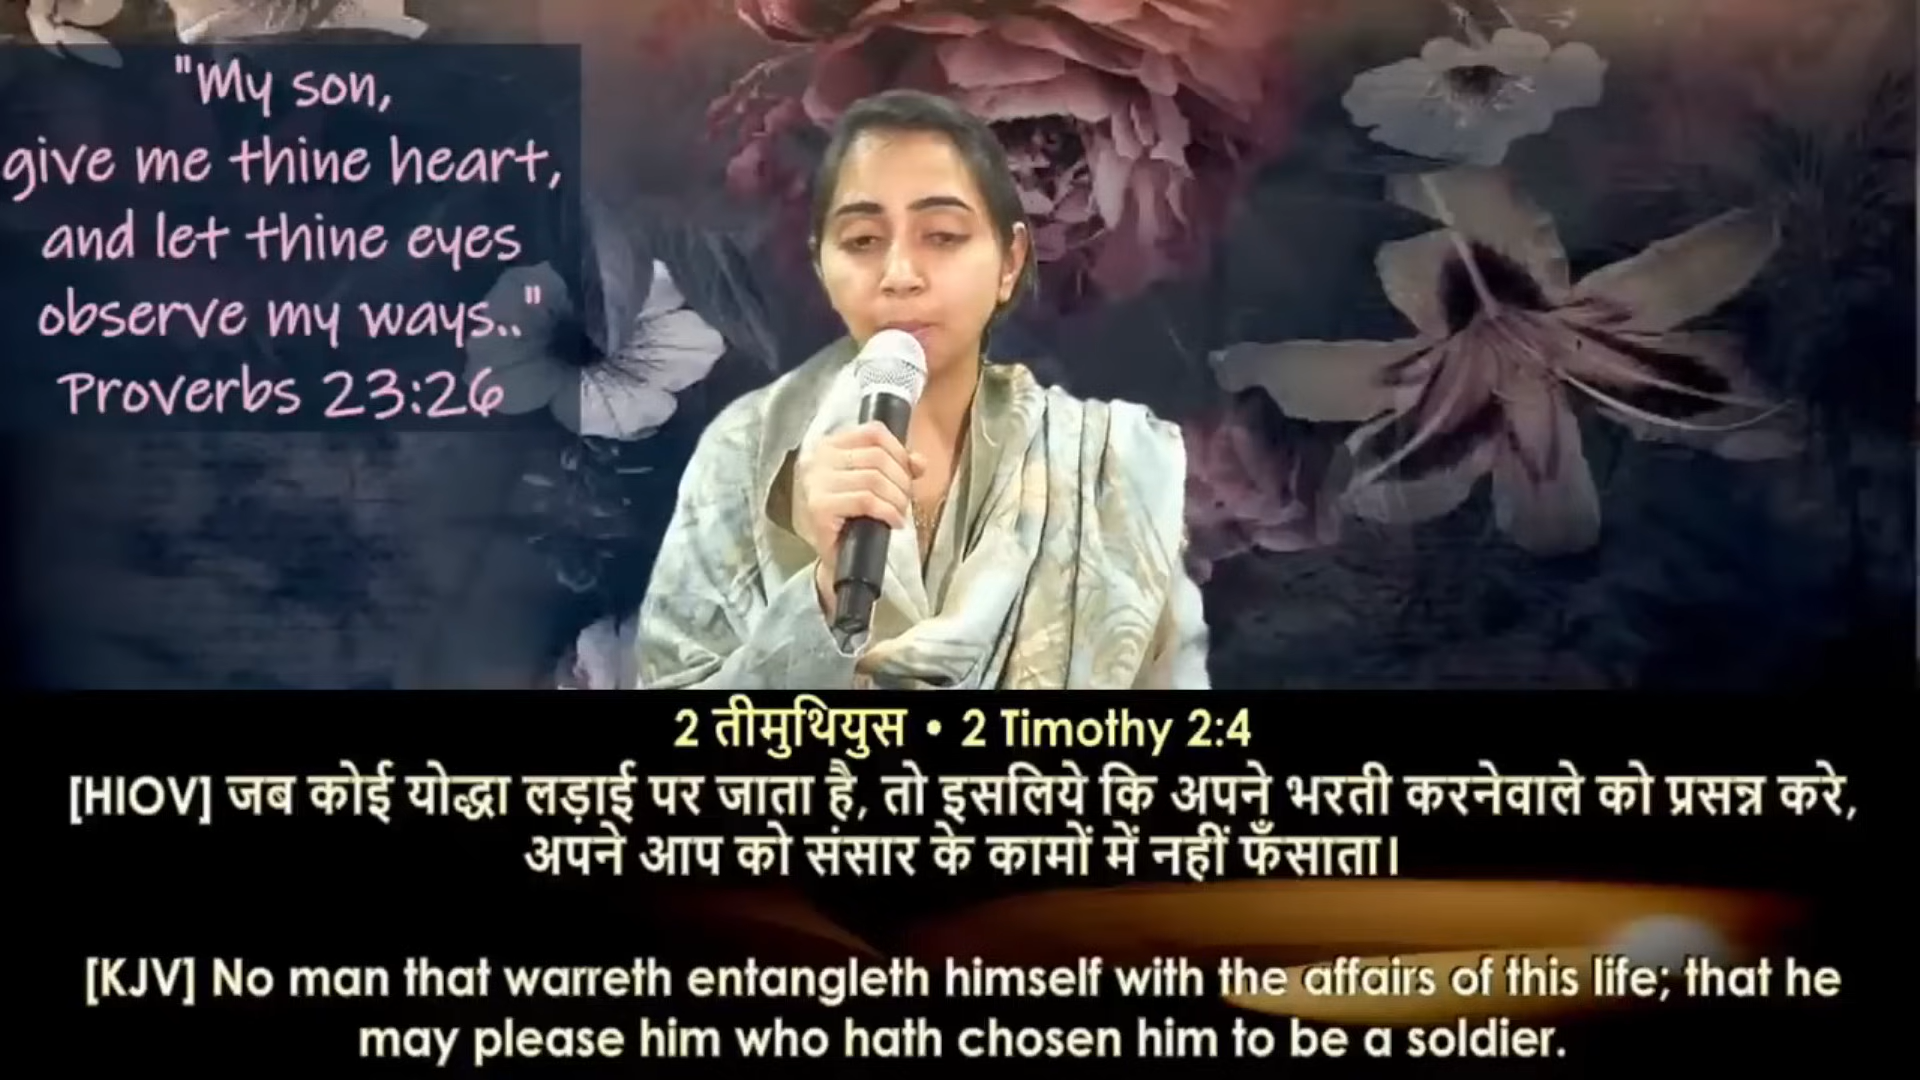 "My son,
give me thine heart,
and let thine eyes
observe my ways.."
Proverbs 23:26
2 तीमुथियुस • 2 Timothy 2:4
[HIOV] जब कोई योद्धा लड़ाई पर जाता है, तो इसलिये कि अपने भरती करनेवाले को प्रसन्न करे,
अपने आप को संसार के कामों में नहीं फँसाता।
[KJV] No man that warreth entangleth himself with the affairs of this life; that he
may please him who hath chosen him to be a soldier.